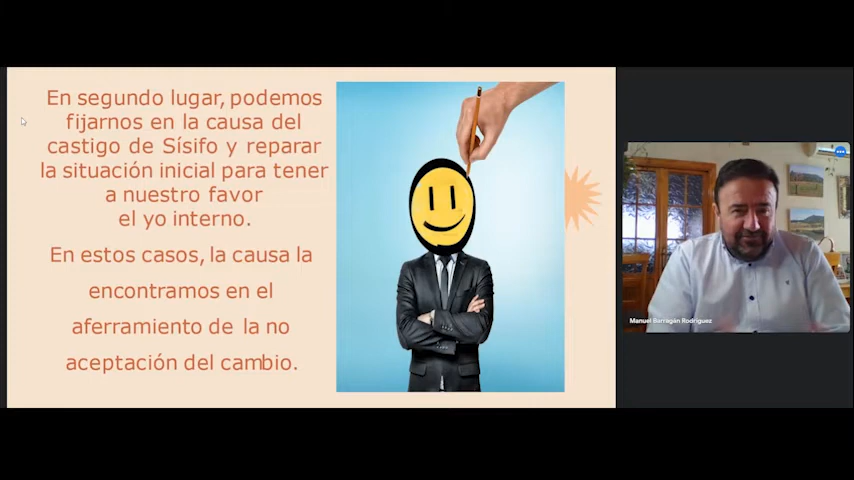 En segundo lugar, podemos
fijarnos en la causa del
castigo de Sísifo y reparar
la situación inicial para tener
a nuestro favor
el yo interno.
En estos casos, la causa la
encontramos en el
aferramiento de la no
aceptación del cambio.
Manuel Barragán Rodríguez